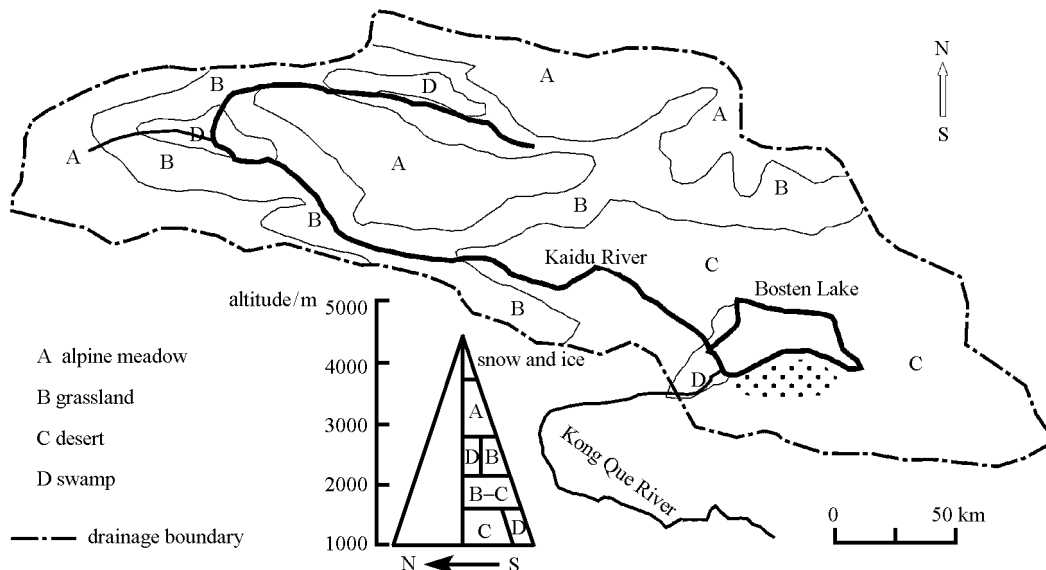 A
N
B
D
A
S
D
A
B
A
B
B
B
Kaidu River
C
Bosten Lake
altitude/m
5000
B
snow and ice
A alpine meadow
4000
D
C
A
B grassland
3000
C desert
D B
Kong Que River
D swamp
2000
B–C
C D
0 50 km
drainage boundary
1000
N S